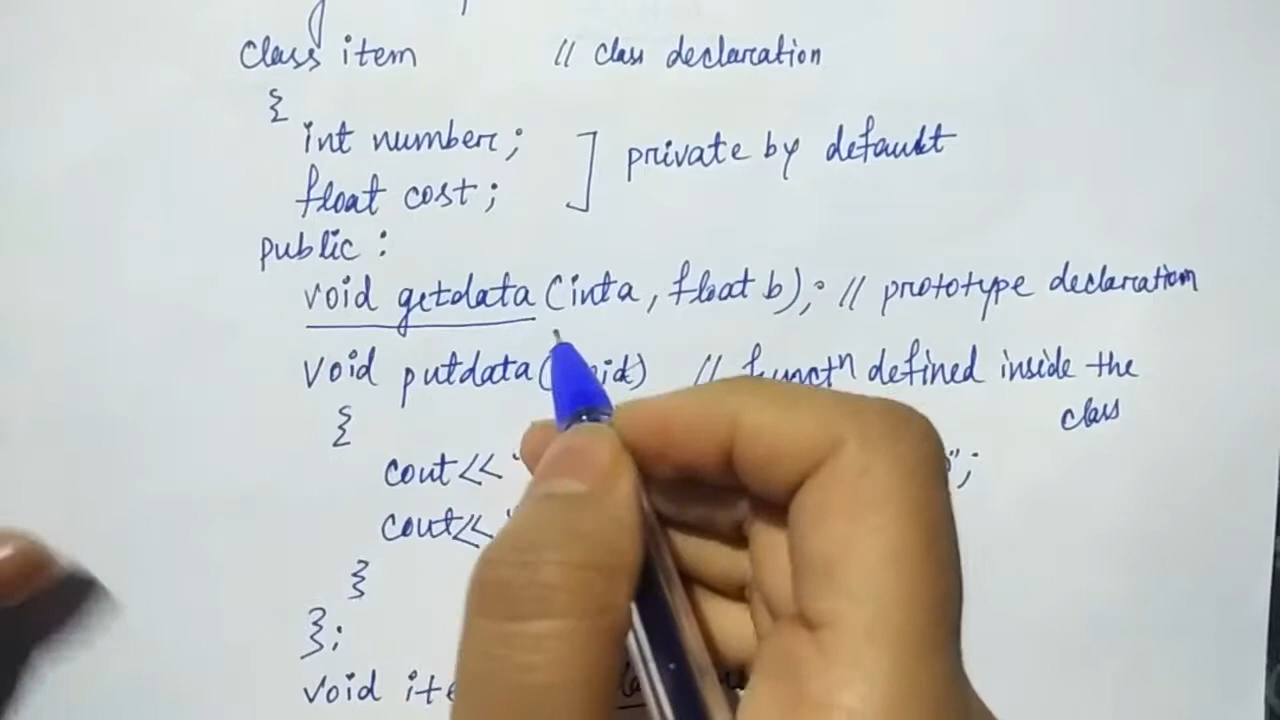 class item // class declaration
{
int number; ] private by default
float cost;
public:
void getdata (int a, float b); // prototype declaration
void putdata( // functn defined inside the
{ class
cout<<" ";
cout<<"
}
};
void